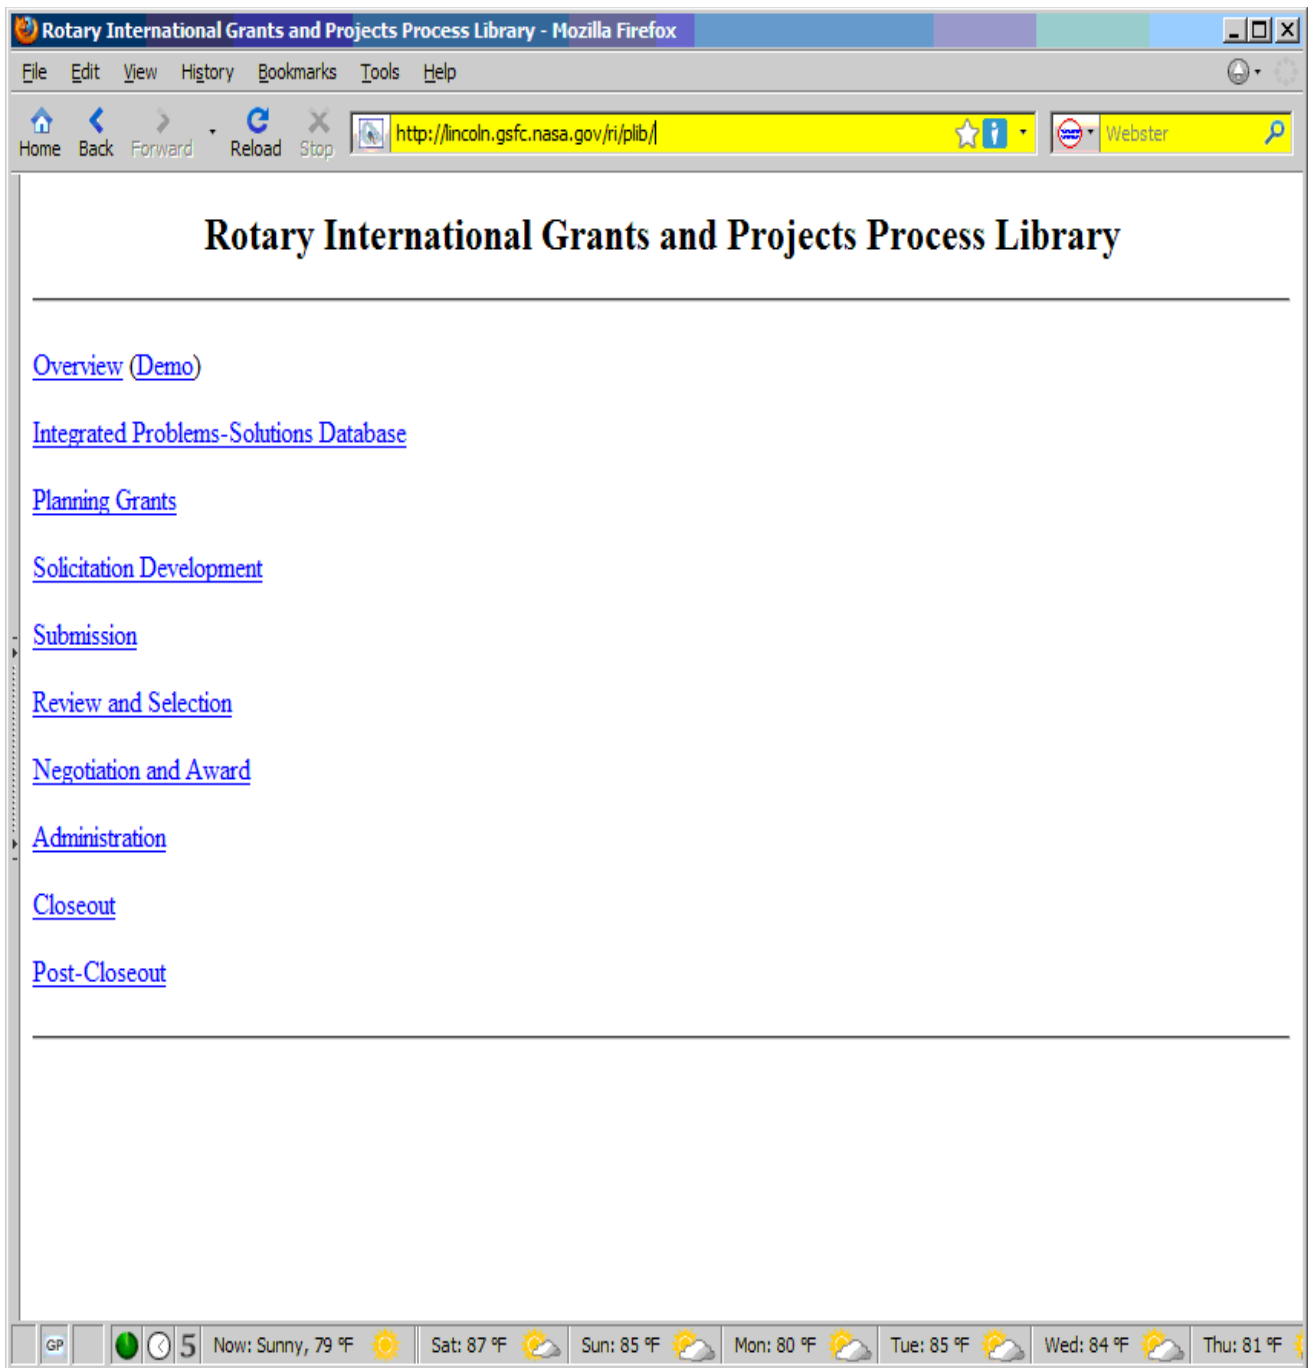 Rotary International Grants and Projects Process Library - Mozilla Firefox
File Edit View History Bookmarks Tools Help
Home Back Forward Reload Stop http://lincoln.gsfc.nasa.gov/ri/plib/ Webster
Rotary International Grants and Projects Process Library
Overview (Demo)
Integrated Problems-Solutions Database
Planning Grants
Solicitation Development
Submission
Review and Selection
Negotiation and Award
Administration
Closeout
Post-Closeout
GP 5 Now: Sunny, 79 °F Sat: 87 °F Sun: 85 °F Mon: 80 °F Tue: 85 °F Wed: 84 °F Thu: 81 °F